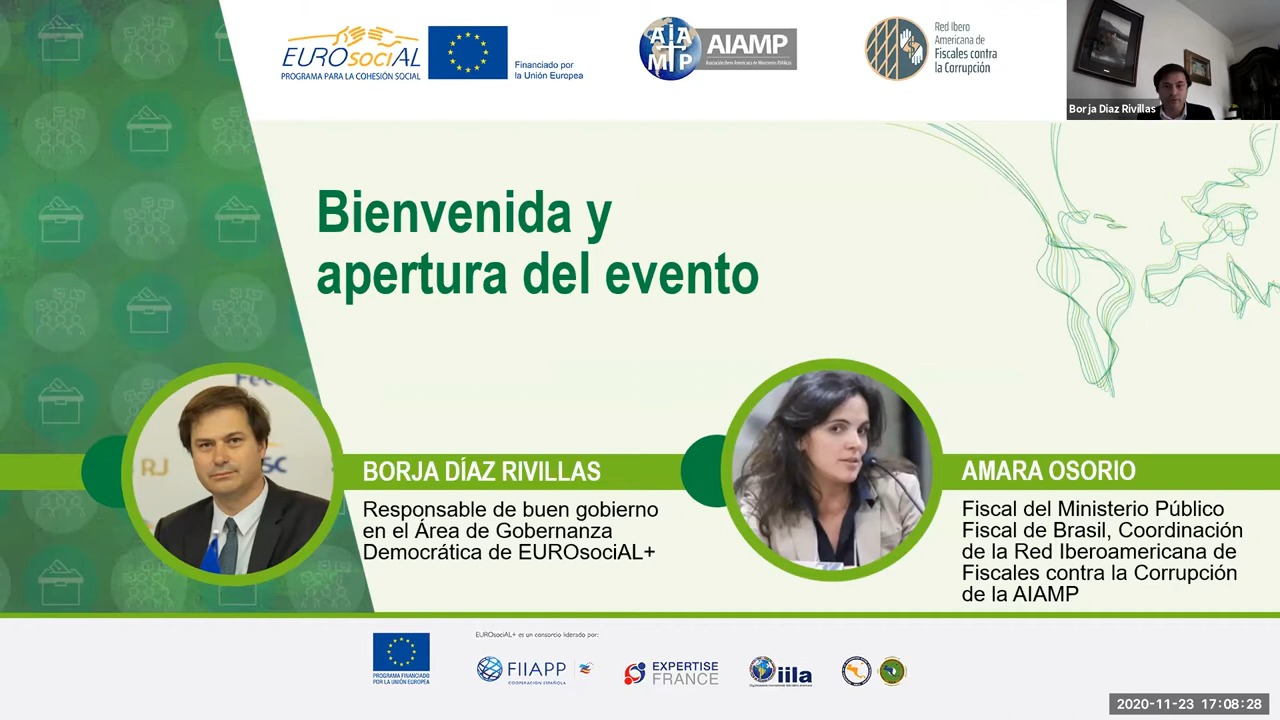 EUROsociAL
PROGRAMA PARA LA COHESIÓN SOCIAL
Financiado por
la Unión Europea
AIAMP
AIAMP
Red Ibero
Americana de
Fiscales contra
la Corrupción
Borja Díaz Rivillas
Bienvenida y
apertura del evento
RJ
SC
BORJA DÍAZ RIVILLAS
Responsable de buen gobierno
en el Área de Gobernanza
Democrática de EUROsociAL+
AMARA OSORIO
Fiscal del Ministerio Público
Fiscal de Brasil, Coordinación
de la Red Iberoamericana de
Fiscales contra la Corrupción
de la AIAMP
PROGRAMA FINANCIADO
POR LA UNIÓN EUROPEA
EUROsociAL+ es un consorcio liderado por:
FIIAPP
COOPERACIÓN ESPAÑOLA
EXPERTISE
FRANCE
iila
2020-11-23 17:08:28